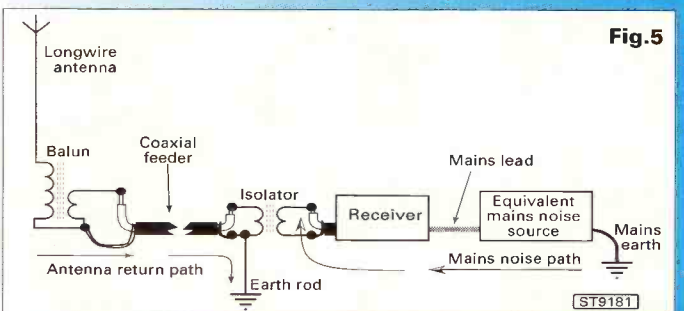 Fig.5
Longwire
antenna
Balun
Coaxial
feeder
Isolator
Receiver
Mains lead
Equivalent
mains noise
source
Mains
earth
Antenna return path
Earth rod
Mains noise path
ST9181